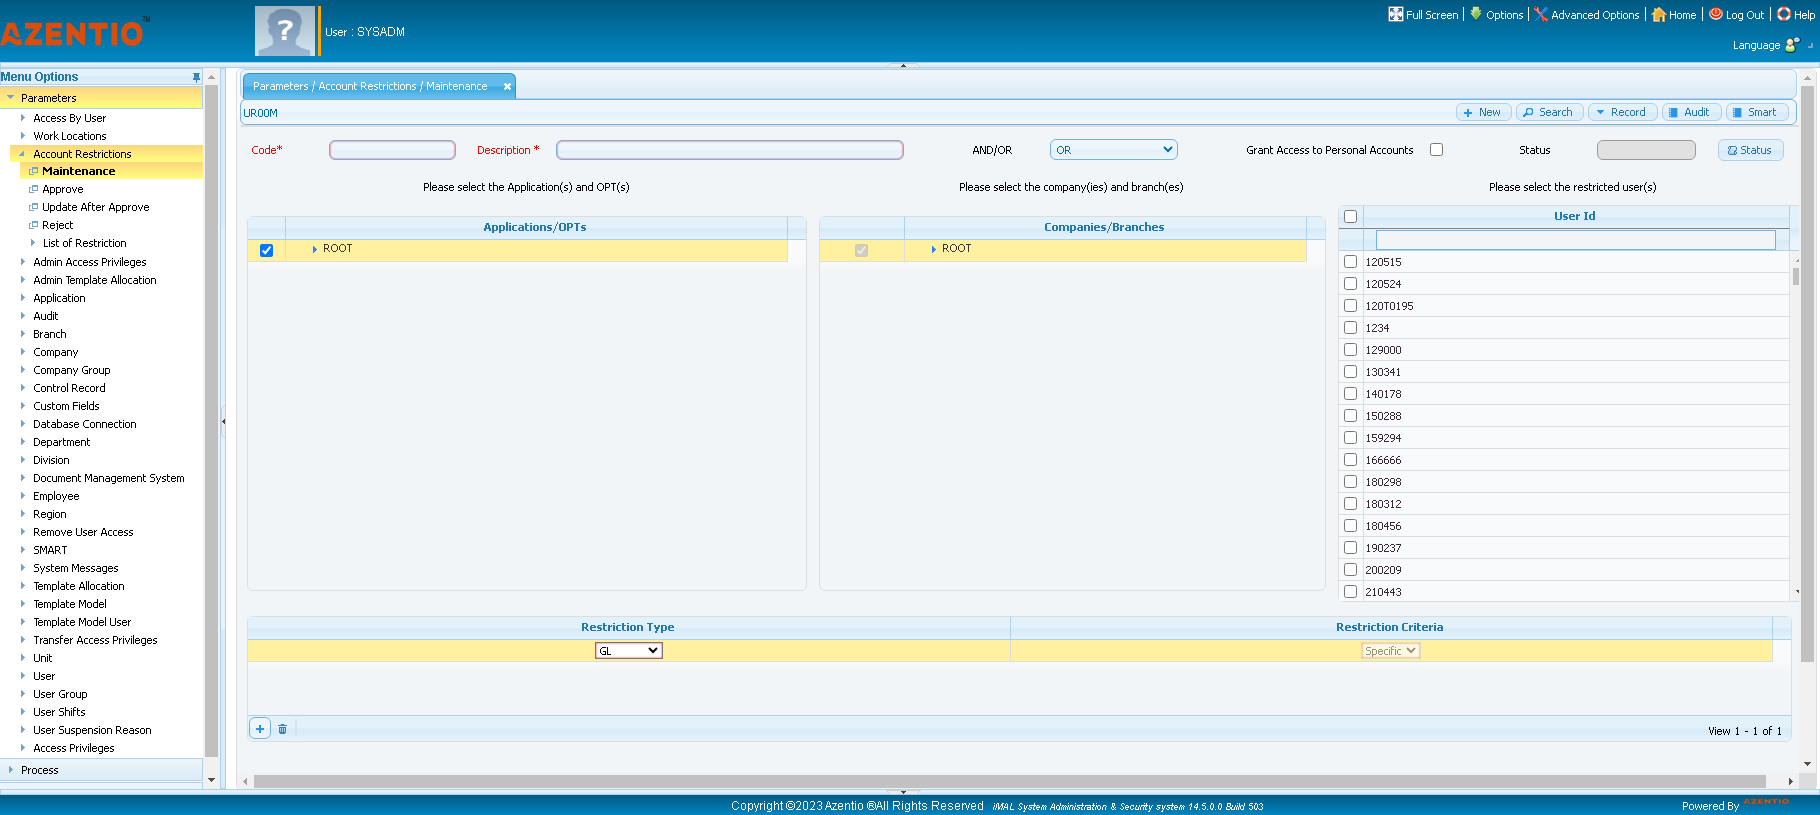 AZENTIO TM
User : SYSADM
Full Screen
Options
Advanced Options
Home
Log Out
Help
Language
Menu Options
Parameters
Access By User
Work Locations
Account Restrictions
Maintenance
Approve
Update After Approve
Reject
List of Restriction
Admin Access Privileges
Admin Template Allocation
Application
Audit
Branch
Company
Company Group
Control Record
Custom Fields
Database Connection
Department
Division
Document Management System
Employee
Region
Remove User Access
SMART
System Messages
Template Allocation
Template Model
Template Model User
Transfer Access Privileges
Unit
User
User Group
User Shifts
User Suspension Reason
Access Privileges
Process
Parameters / Account Restrictions / Maintenance
UR00M
New
Search
Record
Audit
Smart
Code*
Description *
AND/OR
OR
Grant Access to Personal Accounts
Status
Status
Please select the Application(s) and OPT(s)
Please select the company(ies) and branch(es)
Please select the restricted user(s)
Applications/OPTs
ROOT
Companies/Branches
ROOT
User Id
120515
120524
120T0195
1234
129000
130341
140178
150288
159294
166666
180298
180312
180456
190237
200209
210443
Restriction Type
Restriction Criteria
GL
Specific
View 1 - 1 of 1
Copyright ©2023 Azentio ®All Rights Reserved iMAL System Administration & Security system 14.5.0.0 Build 503
Powered By AZENTIO